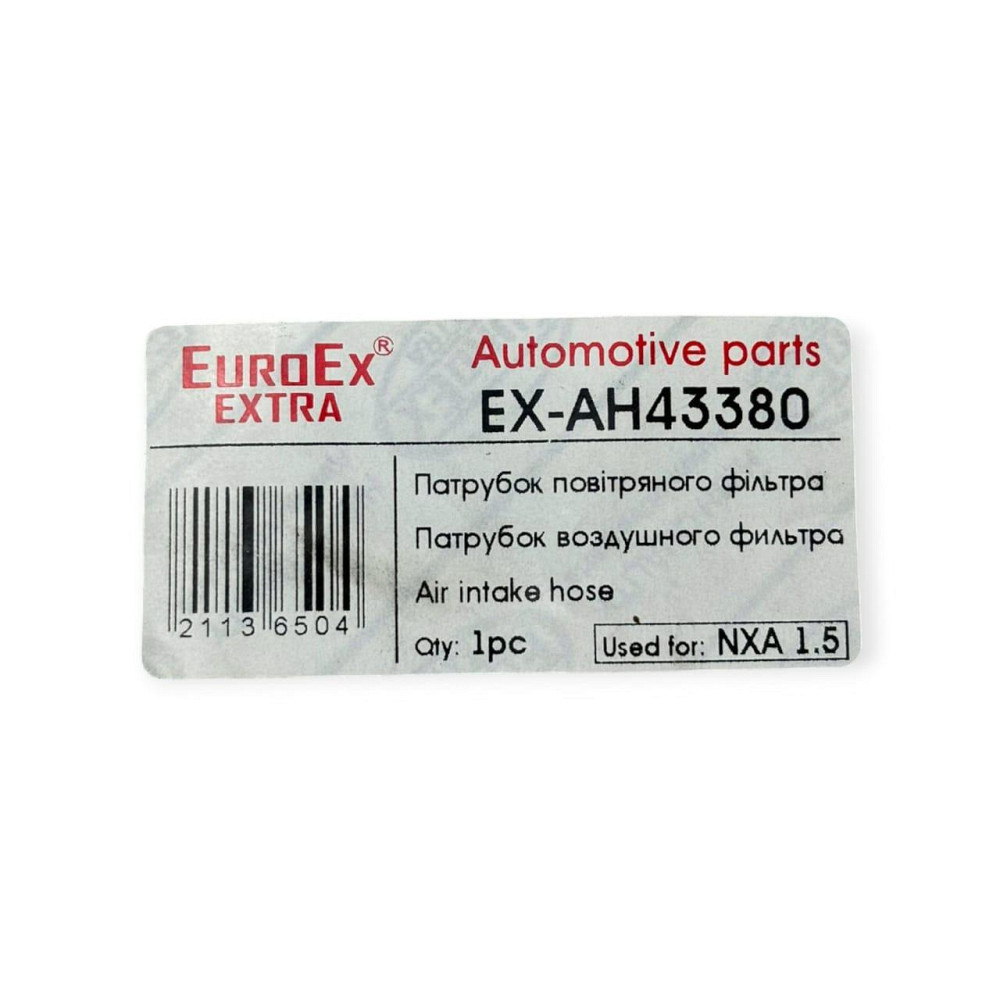 EUROEX®
EXTRA
Automotive parts
EX-AH43380
Патрубок повітряного фільтра
Патрубок воздушного фильтра
Air intake hose
Qty: 1pc
Used for: NXA 1.5
2113 6504